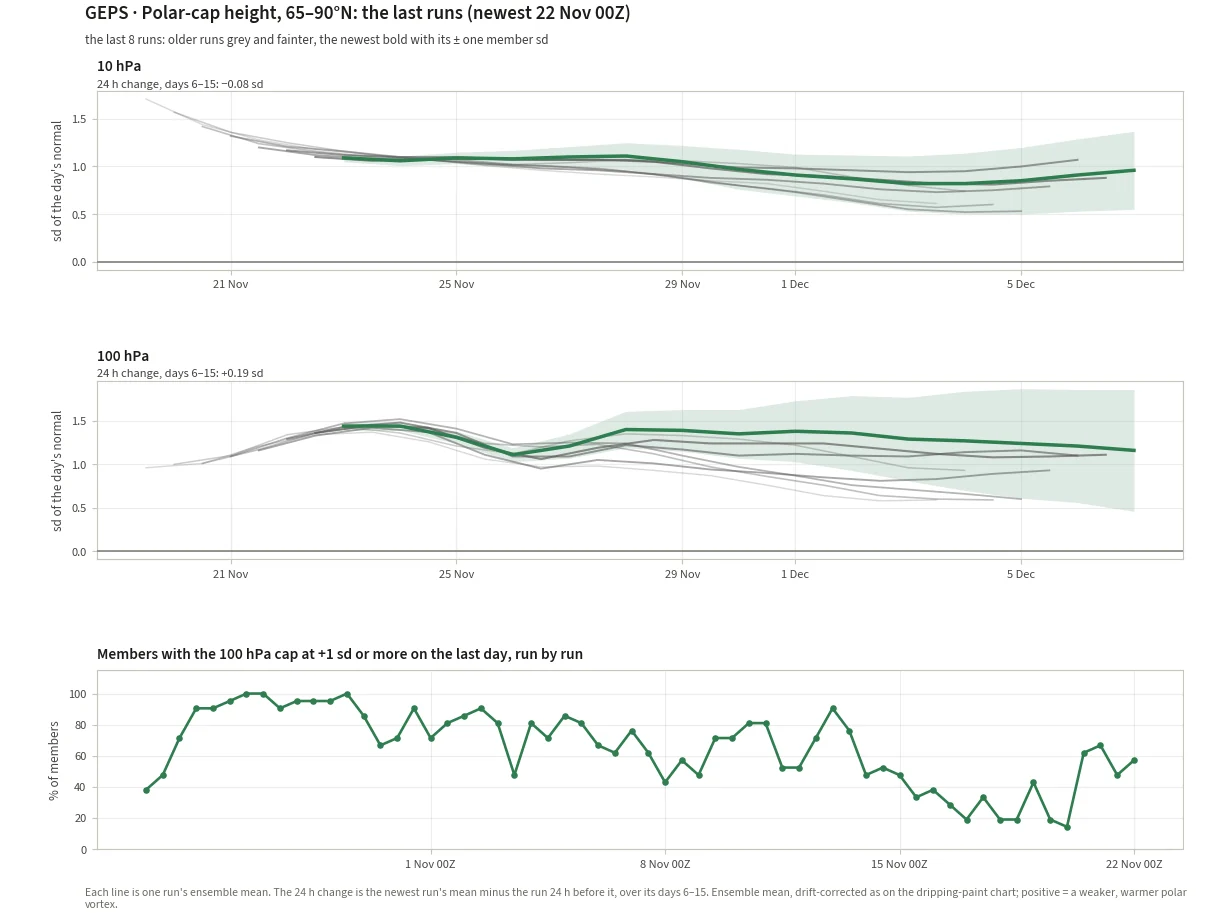 GEPS · Polar-cap height, 65–90°N: the last runs (newest 22 Nov 00Z)
the last 8 runs: older runs grey and fainter, the newest bold with its ± one member sd
10 hPa
24 h change, days 6–15: −0.08 sd
sd of the day's normal
1.5
1.0
0.5
0.0
21 Nov
25 Nov
29 Nov
1 Dec
5 Dec
100 hPa
24 h change, days 6–15: +0.19 sd
sd of the day's normal
1.5
1.0
0.5
0.0
21 Nov
25 Nov
29 Nov
1 Dec
5 Dec
Members with the 100 hPa cap at +1 sd or more on the last day, run by run
% of members
100
80
60
40
20
0
1 Nov 00Z
8 Nov 00Z
15 Nov 00Z
22 Nov 00Z
Each line is one run's ensemble mean. The 24 h change is the newest run's mean minus the run 24 h before it, over its days 6–15. Ensemble mean, drift-corrected as on the dripping-paint chart; positive = a weaker, warmer polar
vortex.